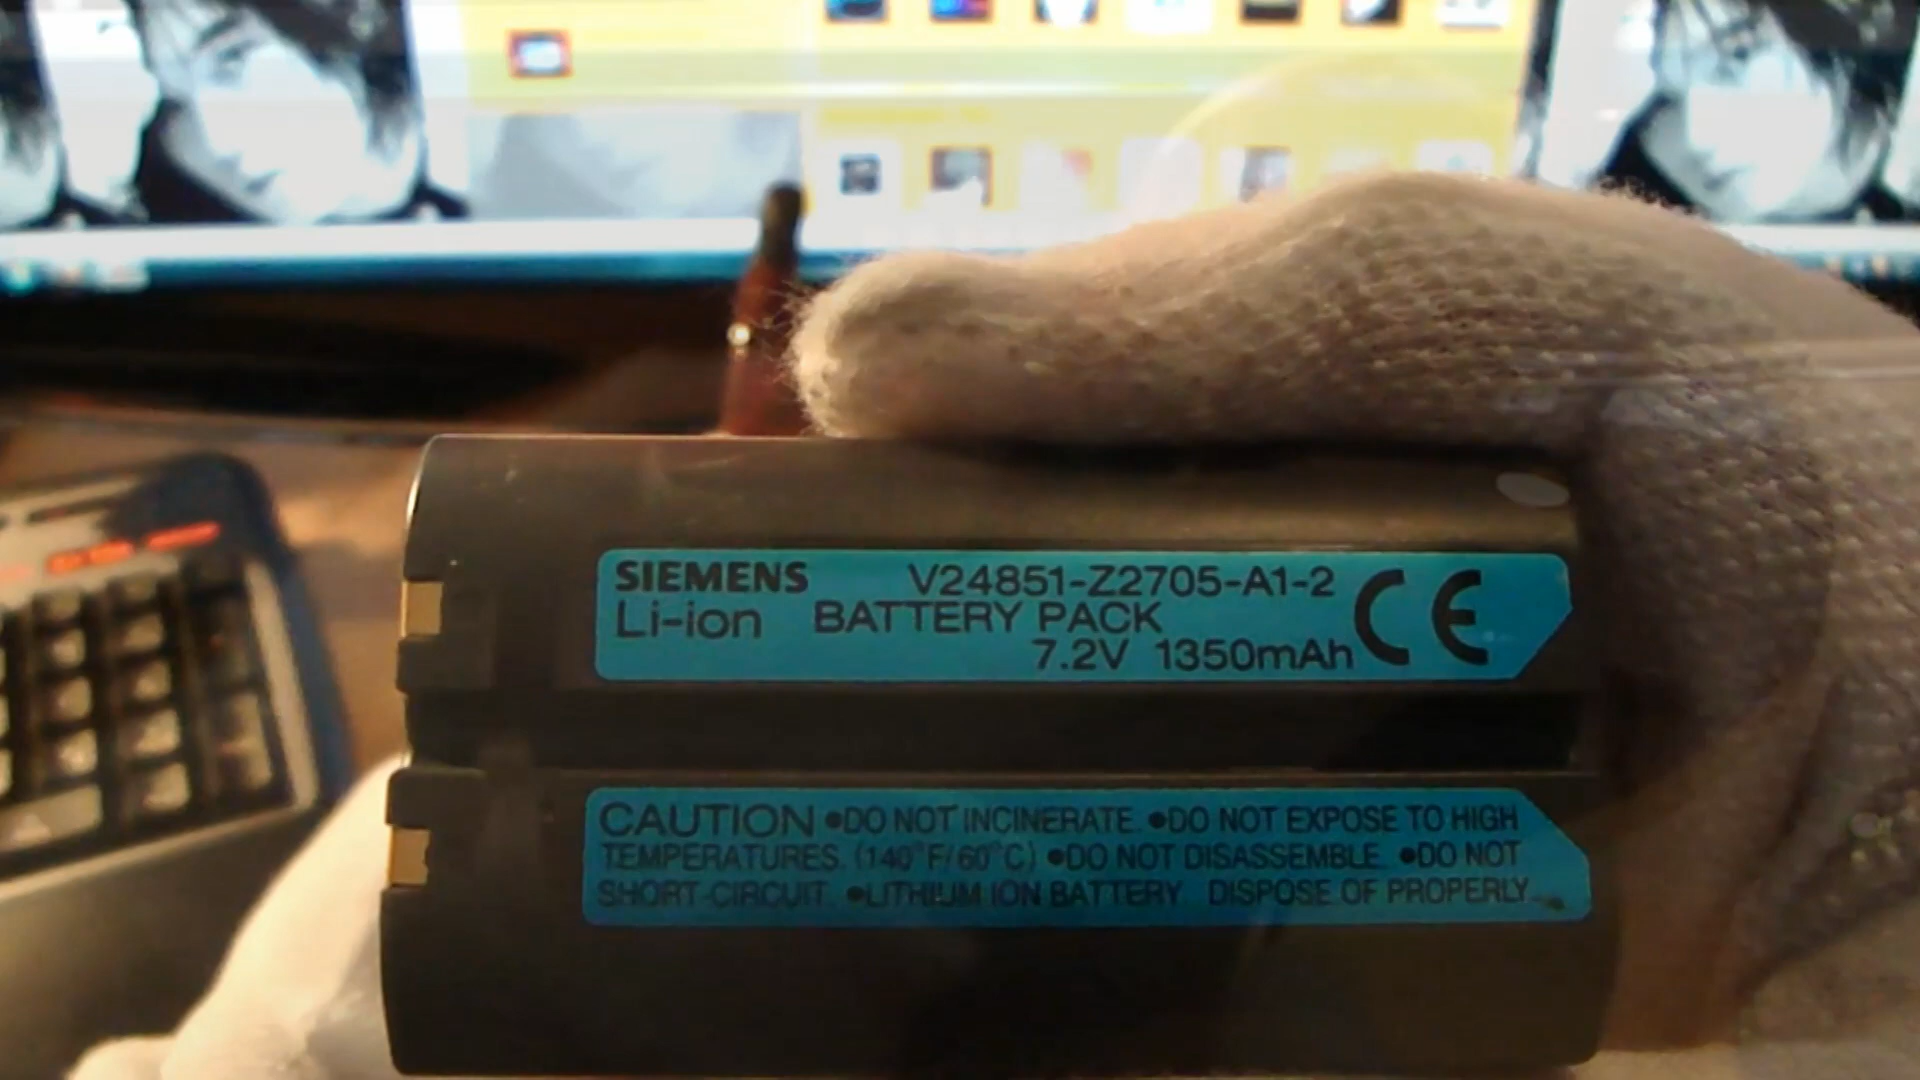 SIEMENS V24851-Z2705-A1-2
Li-ion BATTERY PACK
7.2V 1350mAh CE
CAUTION •DO NOT INCINERATE. •DO NOT EXPOSE TO HIGH
TEMPERATURES. (140°F/60°C) •DO NOT DISASSEMBLE. •DO NOT
SHORT-CIRCUIT. •LITHIUM ION BATTERY DISPOSE OF PROPERLY.